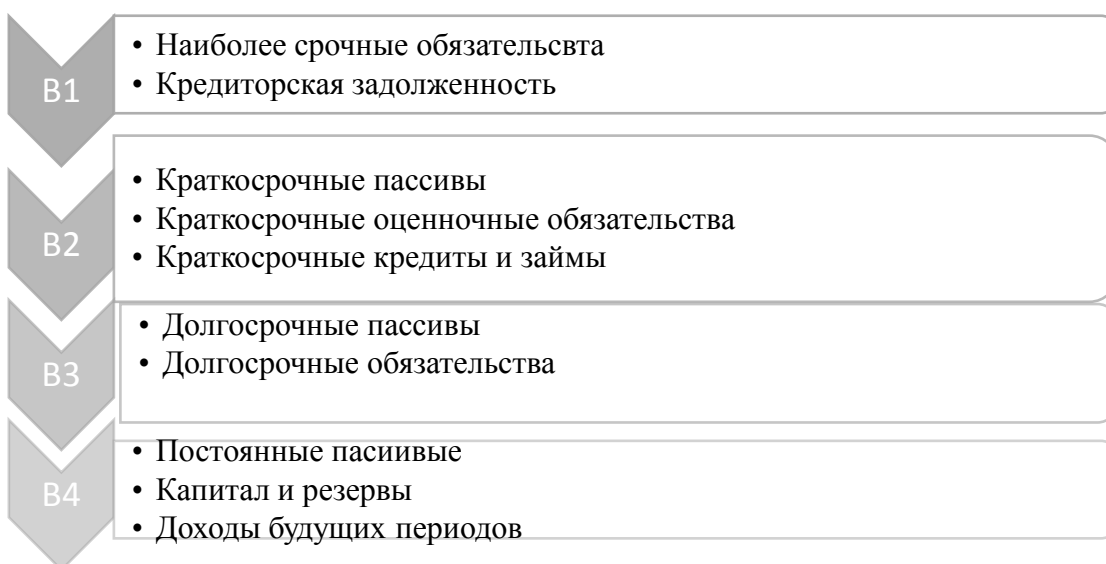 В1
• Наиболее срочные обязательсвта
• Кредиторская задолженность
В2
• Краткосрочные пассивы
• Краткосрочные оценночные обязательства
• Краткосрочные кредиты и займы
В3
• Долгосрочные пассивы
• Долгосрочные обязательства
В4
• Постоянные пасиивые
• Капитал и резервы
• Доходы будущих периодов